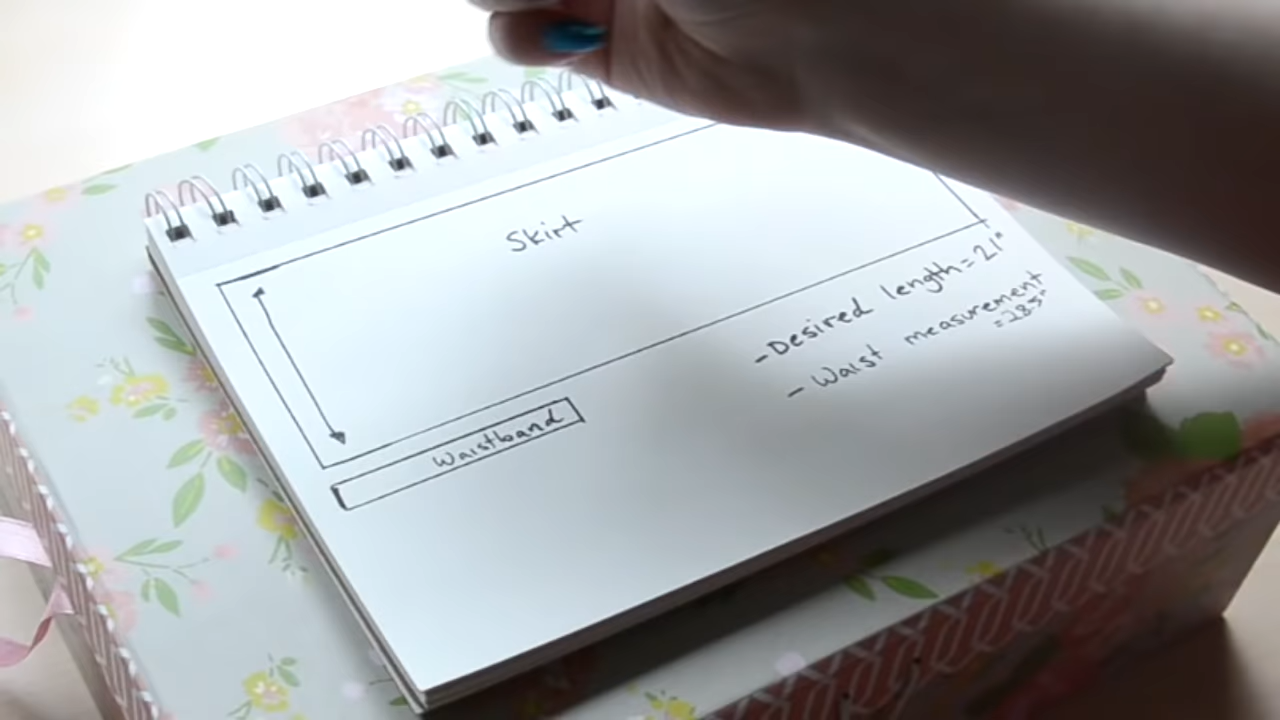 Skirt
-Desired length = 21"
- Waist measurement
= 28.5"
Waistband